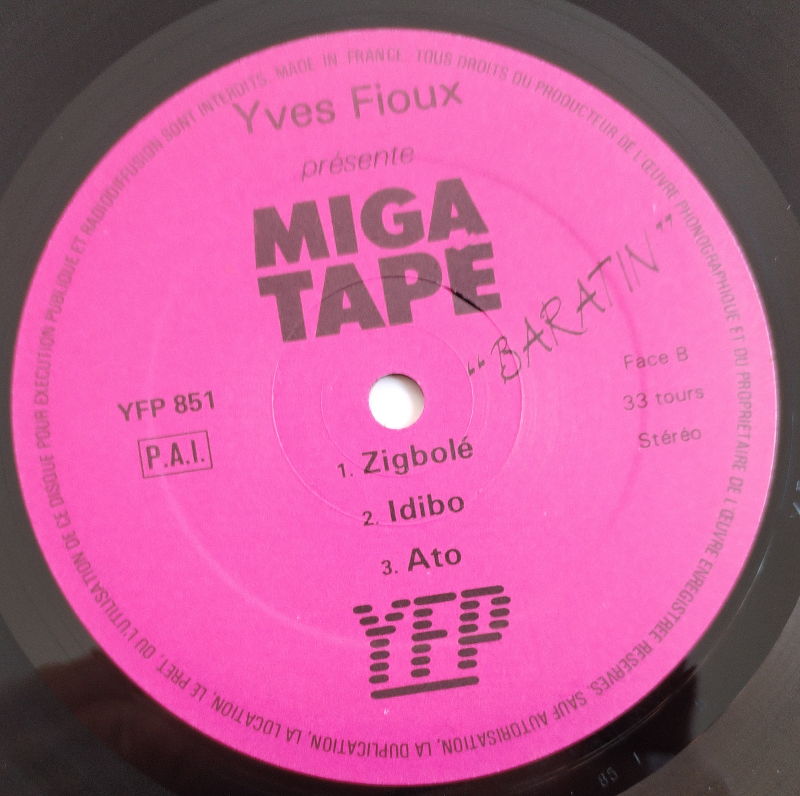 MADE IN FRANCE. TOUS DROITS DU PRODUCTEUR DE L'ŒUVRE PHONOGRAPHIQUE ET DU PROPRIETAIRE DE L'ŒUVRE ENREGISTREE RESERVES. SAUF AUTORISATION, LA DUPLICATION, LA LOCATION, LE PRET, OU L'UTILISATION DE CE DISQUE POUR EXECUTION PUBLIQUE ET RADIODIFFUSION SONT INTERDITS.
Yves Fioux
présente
MIGA
TAPE
"BARATIN"
Face B
33 tours
Stéréo
YFP 851
P.A.I.
1. Zigbolé
2. Idibo
3. Ato
YFP